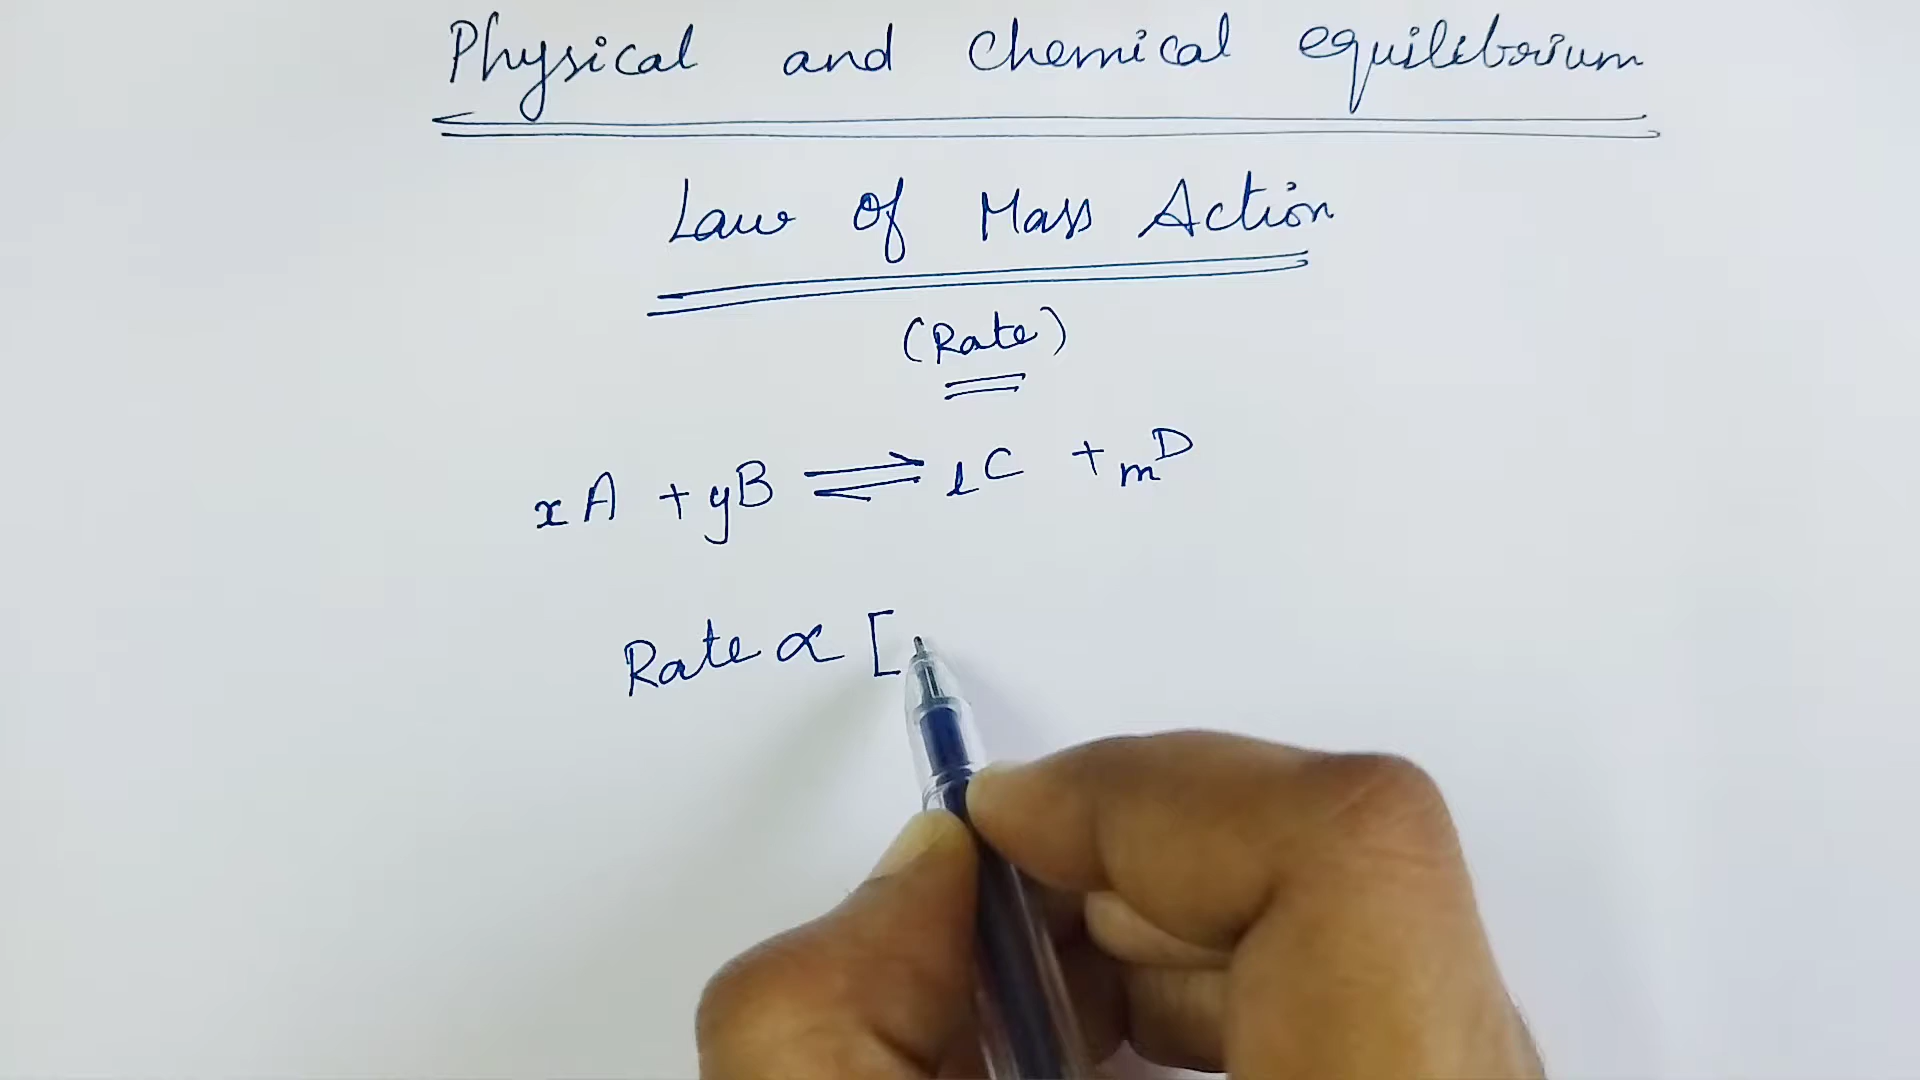 Physical and Chemical equilibrium
Law Of Mass Action
(Rate)
xA + yB ⇌ lC + mD
Rate ∝ [